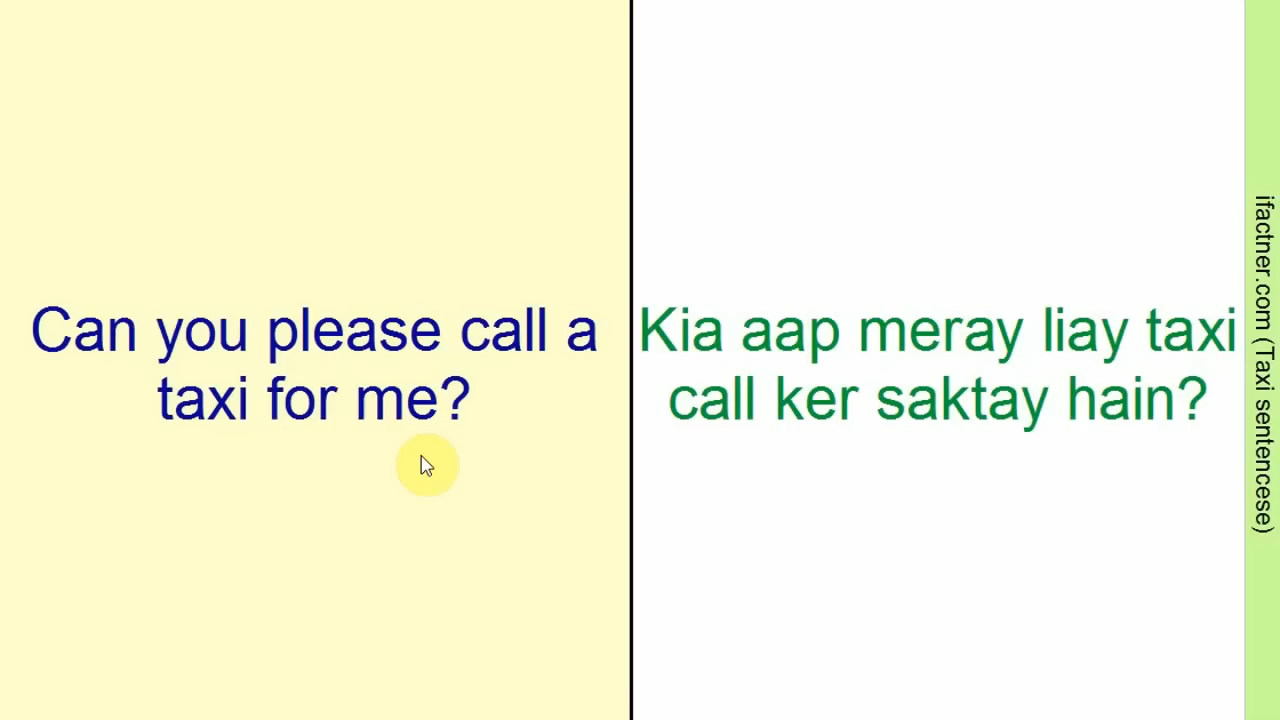 Can you please call a
taxi for me?
Kia aap meray liay taxi
call ker saktay hain?
ifactner.com (Taxi sentencese)